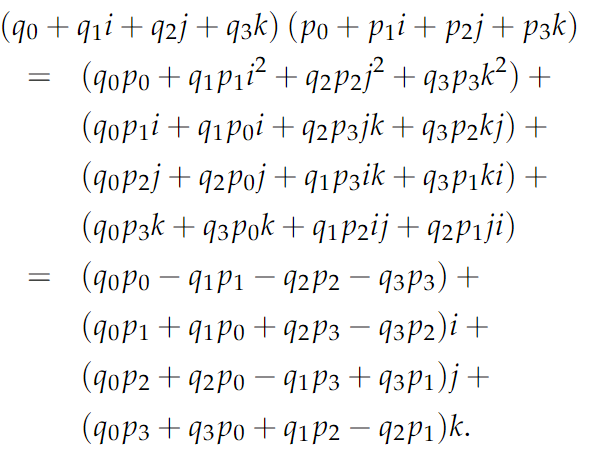 (q₀ + q₁i + q₂j + q₃k) (p₀ + p₁i + p₂j + p₃k)
= (q₀p₀ + q₁p₁i² + q₂p₂j² + q₃p₃k²) +
(q₀p₁i + q₁p₀i + q₂p₃jk + q₃p₂kj) +
(q₀p₂j + q₂p₀j + q₁p₃ik + q₃p₁ki) +
(q₀p₃k + q₃p₀k + q₁p₂ij + q₂p₁ji)
= (q₀p₀ − q₁p₁ − q₂p₂ − q₃p₃) +
(q₀p₁ + q₁p₀ + q₂p₃ − q₃p₂)i +
(q₀p₂ + q₂p₀ − q₁p₃ + q₃p₁)j +
(q₀p₃ + q₃p₀ + q₁p₂ − q₂p₁)k.